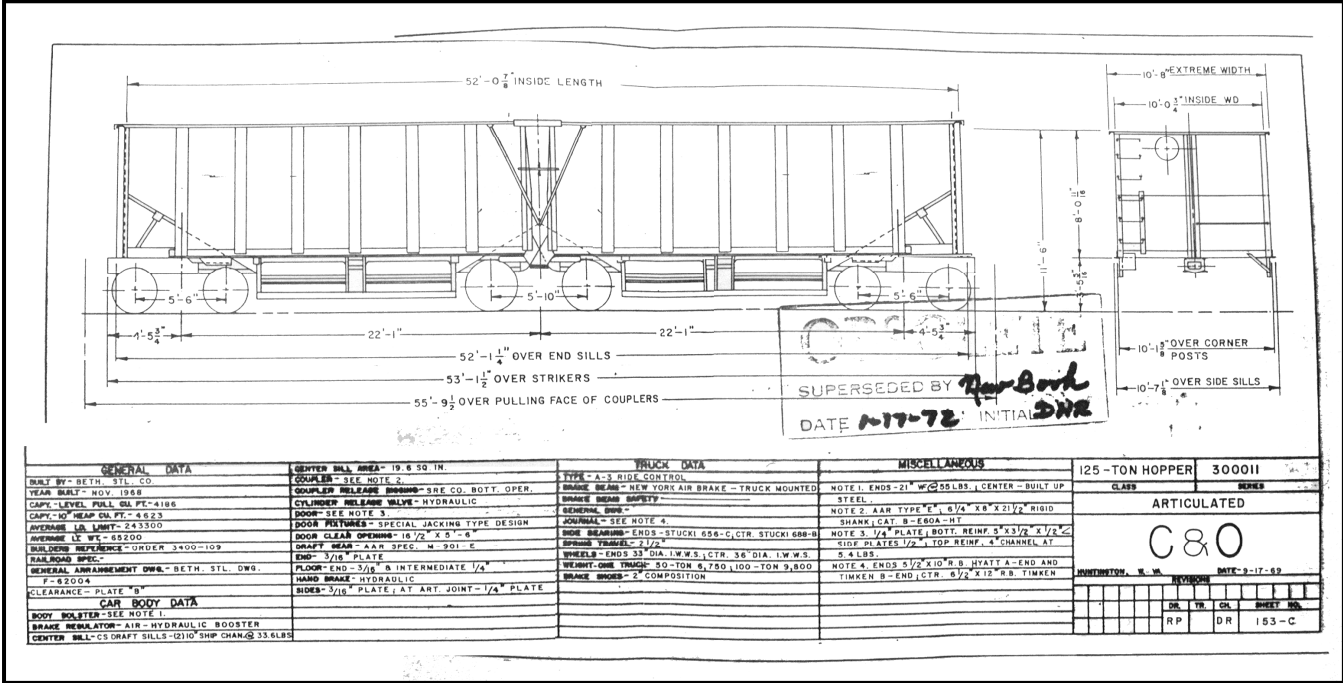 52'-0 7/8" INSIDE LENGTH
10'-8" EXTREME WIDTH
10'-0 3/4" INSIDE WD
8'-0 11/16"
11'-6"
3'-5 5/16"
5'-6"
5'-10"
5'-6"
4'-5 3/4"
22'-1"
22'-1"
4'-5 3/4"
52'-1 1/4" OVER END SILLS
53'-1 1/2" OVER STRIKERS
55'-9 1/2 OVER PULLING FACE OF COUPLERS
10'-1 3/8" OVER CORNER
POSTS
10'-7 1/8" OVER SIDE SILLS
SUPERSEDED BY New Book
DATE 1-17-72 INITIAL DHR
GENERAL DATA
BUILT BY- BETH. STL. CO.
YEAR BUILT- NOV. 1968
CAPY.-LEVEL FULL CU. FT.-4186
CAPY.-10" HEAP CU. FT.- 4623
AVERAGE LD. LIMIT- 243300
AVERAGE LT. WT.- 65200
BUILDERS REFERENCE- ORDER 3400-109
RAILROAD SPEC.-
GENERAL ARRANGEMENT DWG.- BETH. STL. DWG.
F-62004
CLEARANCE- PLATE "B"
CAR BODY DATA
BODY BOLSTER-SEE NOTE 1.
BRAKE REGULATOR- AIR-HYDRAULIC BOOSTER
CENTER SILL-CS DRAFT SILLS-(2)10" SHIP CHAN.@ 33.6LBS
CENTER SILL AREA- 19.6 SQ. IN.
COUPLER- SEE NOTE 2.
COUPLER RELEASE RIGGING- SRE CO. BOTT. OPER.
CYLINDER RELEASE VALVE- HYDRAULIC
DOOR- SEE NOTE 3.
DOOR FIXTURES- SPECIAL JACKING TYPE DESIGN
DOOR CLEAR OPENING- 16 1/2" X 5'-6"
DRAFT GEAR- AAR SPEC. M-901-E
END- 3/16" PLATE
FLOOR-END-3/16" & INTERMEDIATE 1/4"
HAND BRAKE- HYDRAULIC
SIDES- 3/16" PLATE; AT ART. JOINT- 1/4" PLATE
TRUCK DATA
TYPE- A-3 RIDE CONTROL
BRAKE BEAM- NEW YORK AIR BRAKE - TRUCK MOUNTED
BRAKE BEAM SAFETY-
GENERAL DWG.-
JOURNAL- SEE NOTE 4.
SIDE BEARING- ENDS-STUCKI 656-C, CTR. STUCKI 688-B
SPRING TRAVEL- 2 1/2"
WHEELS- ENDS 33" DIA. I.W.W.S.; CTR. 36" DIA. I.W.W.S.
WEIGHT-ONE TRUCK- 50-TON 8,750; 100-TON 9,800
BRAKE SHOES- 2" COMPOSITION
MISCELLANEOUS
NOTE 1. ENDS-21" WF@55 LBS.; CENTER- BUILT UP
STEEL.
NOTE 2. AAR TYPE "E"; 6 1/4" X 8" X 21 1/2" RIGID
SHANK; CAT. B-E60A-HT
NOTE 3. 1/4" PLATE; BOTT. REINF. 5"X3 1/2"X 1/2"∠
SIDE PLATES 1/2"; TOP REINF. 4" CHANNEL AT
5.4 LBS.
NOTE 4. ENDS 5 1/2"X10" R.B. HYATT A-END AND
TIMKEN B-END; CTR. 6 1/2"X 12" R.B. TIMKEN
125-TON HOPPER 300011
CLASS SERIES
ARTICULATED
C&O
HUNTINGTON, W. VA. DATE-9-17-69
REVISIONS
DR. TR. CH. SHEET NO.
RP DR 153-C